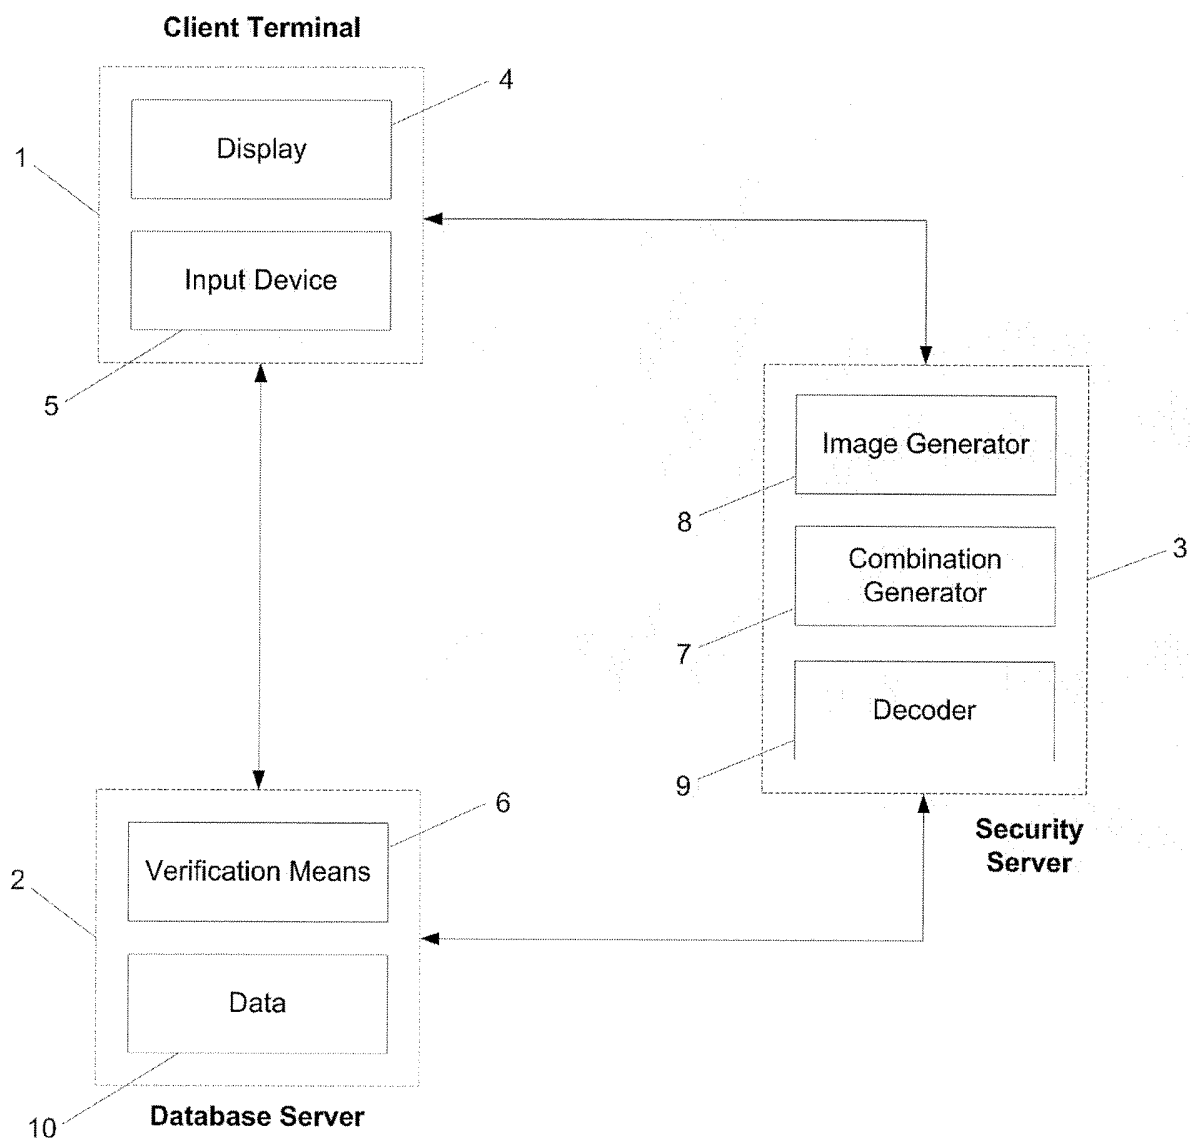 Client Terminal
4
Display
1
Input Device
5
Image Generator
8
Combination
Generator
3
7
Decoder
9
Security
Server
6
Verification Means
2
Data
10
Database Server